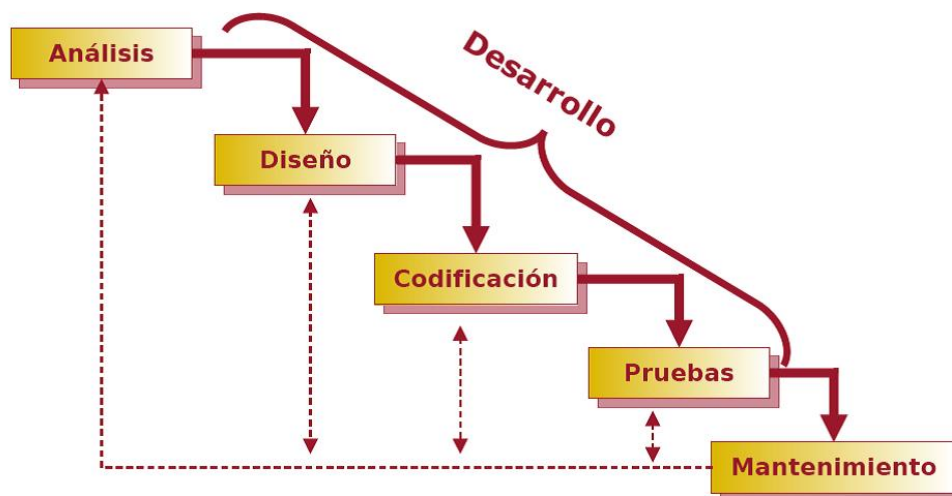 Análisis
Desarrollo
Diseño
Codificación
Pruebas
Mantenimiento